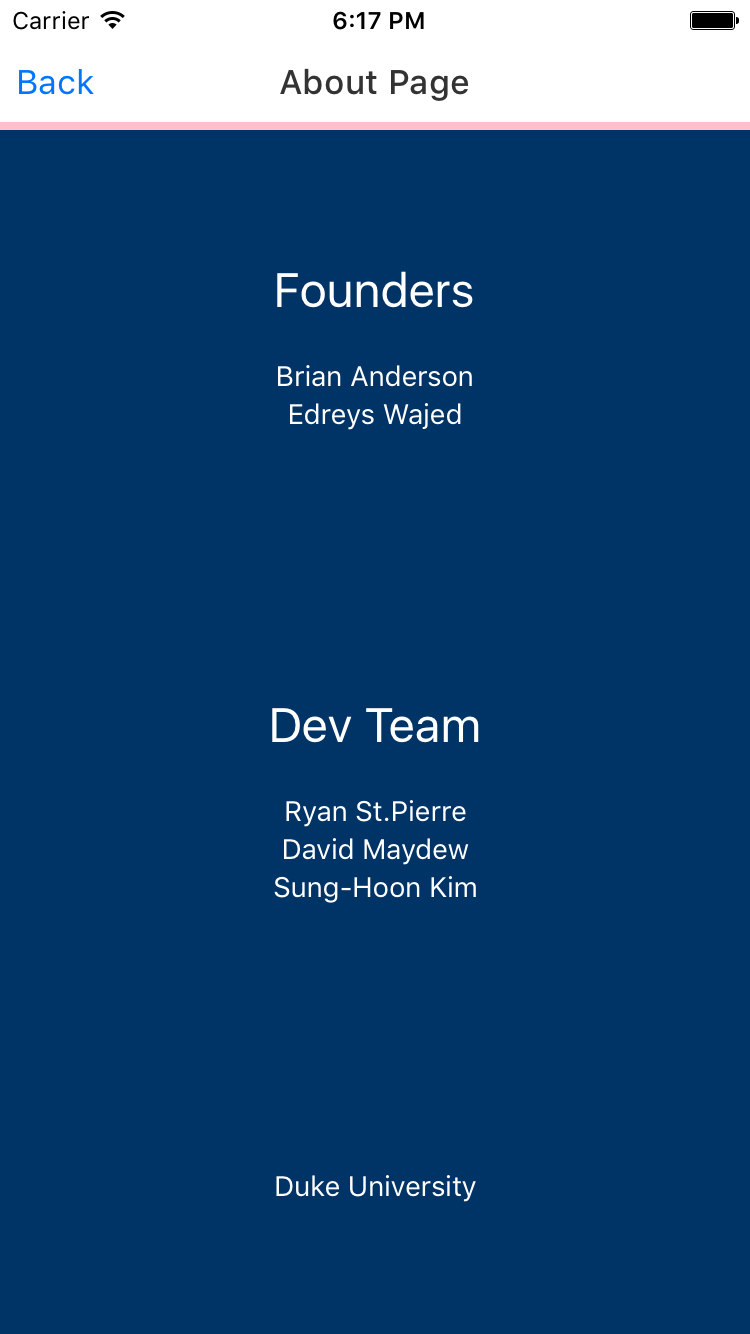 Carrier 6:17 PM
Back About Page
Founders
Brian Anderson
Edreys Wajed
Dev Team
Ryan St.Pierre
David Maydew
Sung-Hoon Kim
Duke University